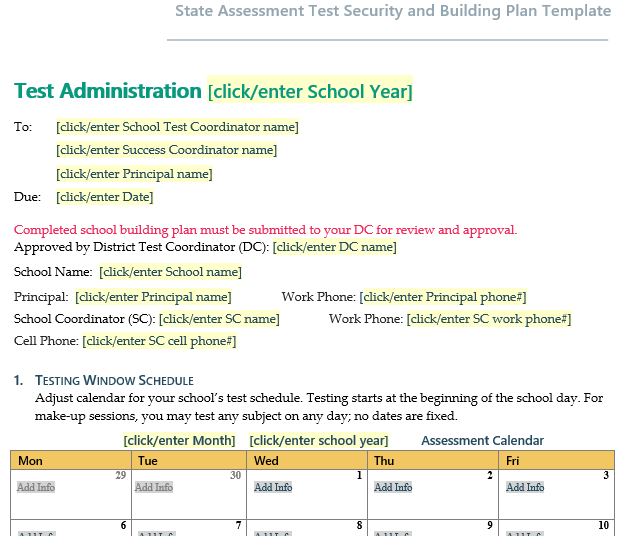 State Assessment Test Security and Building Plan Template
Test Administration [click/enter School Year]
To: [click/enter School Test Coordinator name]
[click/enter Success Coordinator name]
[click/enter Principal name]
Due: [click/enter Date]
Completed school building plan must be submitted to your DC for review and approval.
Approved by District Test Coordinator (DC): [click/enter DC name]
School Name: [click/enter School name]
Principal: [click/enter Principal name] Work Phone: [click/enter Principal phone#]
School Coordinator (SC): [click/enter SC name] Work Phone: [click/enter SC work phone#]
Cell Phone: [click/enter SC cell phone#]
1. TESTING WINDOW SCHEDULE
Adjust calendar for your school's test schedule. Testing starts at the beginning of the school day. For
make-up sessions, you may test any subject on any day; no dates are fixed.
[click/enter Month] [click/enter school year] Assessment Calendar
Mon Tue Wed Thu Fri
29 30 1 2 3
Add Info Add Info Add Info Add Info Add Info
6 7 8 9 10